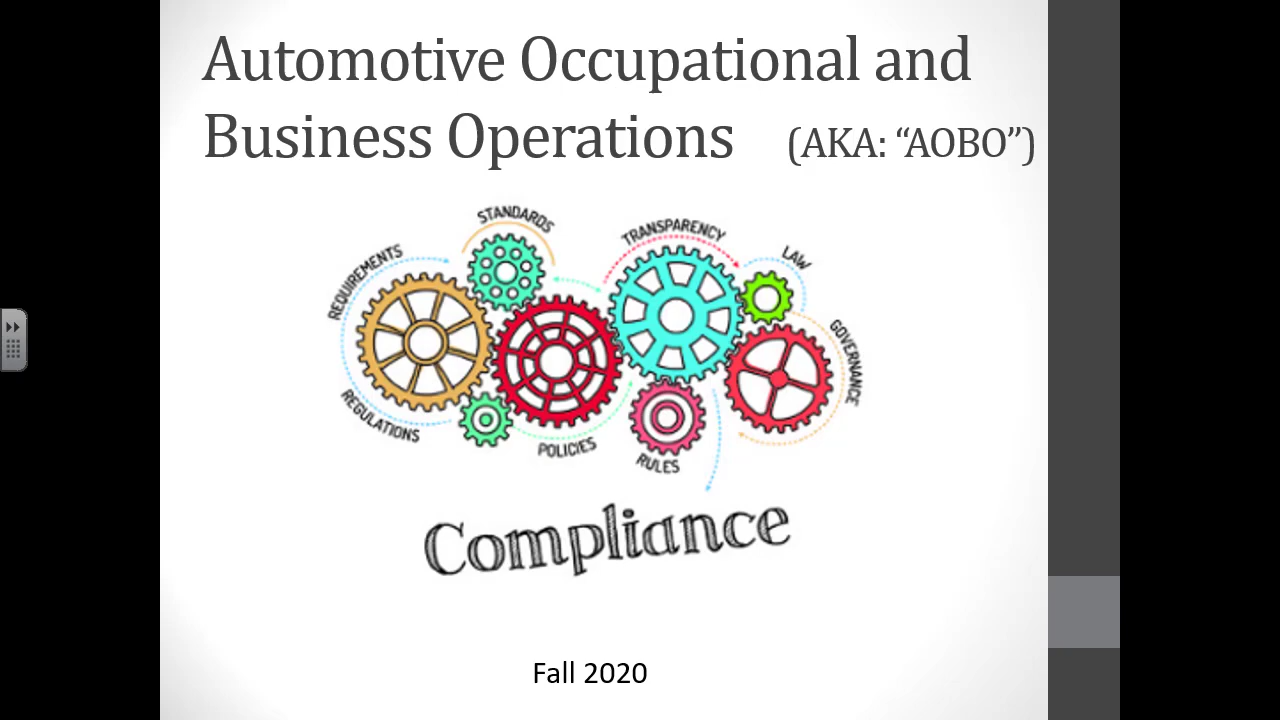 Automotive Occupational and
Business Operations (AKA: “AOBO”)
STANDARDS
TRANSPARENCY
LAW
REQUIREMENTS
GOVERNANCE
REGULATIONS
POLICIES
RULES
Compliance
Fall 2020